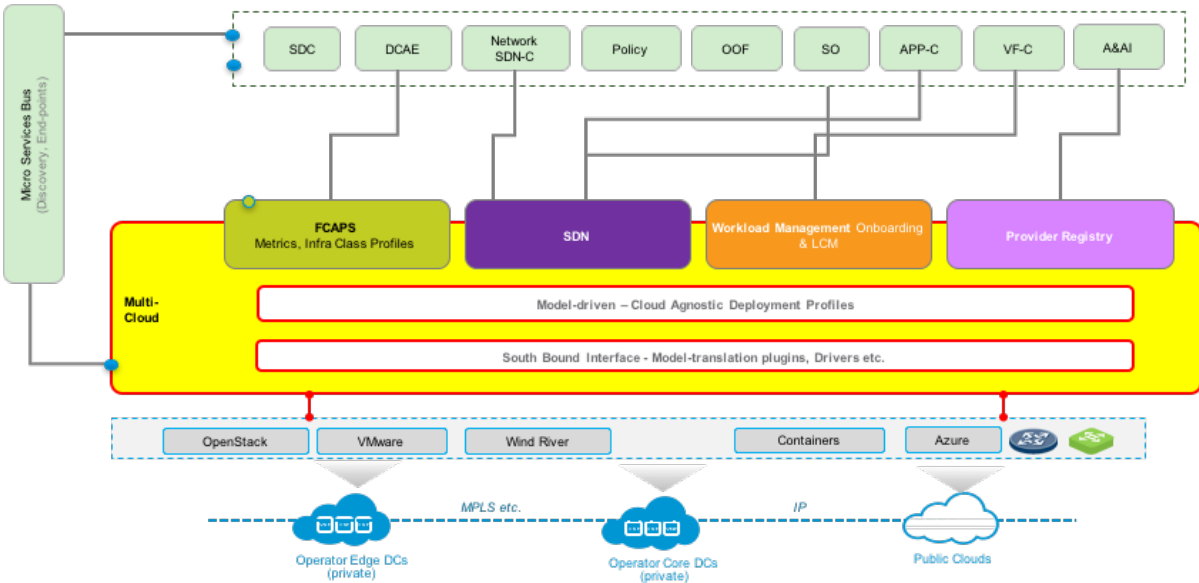 Micro Services Bus
(Discovery, End-points)
SDC
DCAE
Network
SDN-C
Policy
OOF
SO
APP-C
VF-C
A&AI
FCAPS
Metrics, Infra Class Profiles
SDN
Workload Management Onboarding
& LCM
Provider Registry
Multi-
Cloud
Model-driven – Cloud Agnostic Deployment Profiles
South Bound Interface - Model-translation plugins, Drivers etc.
OpenStack
VMware
Wind River
Containers
Azure
MPLS etc.
IP
Operator Edge DCs
(private)
Operator Core DCs
(private)
Public Clouds